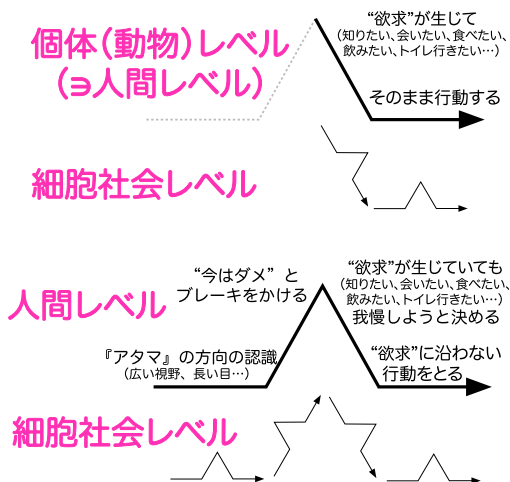 個体（動物）レベル
（∋人間レベル）
“欲求”が生じて
（知りたい、会いたい、食べたい、
飲みたい、トイレ行きたい…）
そのまま行動する
細胞社会レベル
人間レベル
“今はダメ” と
ブレーキをかける
“欲求”が生じていても
（知りたい、会いたい、食べたい、
飲みたい、トイレ行きたい…）
我慢しようと決める
『アタマ』の方向の認識
（広い視野、長い目…）
“欲求”に沿わない
行動をとる
細胞社会レベル